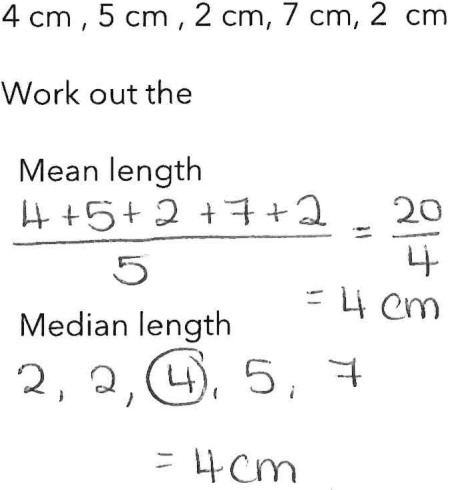 4 cm , 5 cm , 2 cm, 7 cm, 2 cm
Work out the
Mean length
4+5+2+7+2 = 20
5 4
= 4 cm
Median length
2, 2, 4, 5, 7
= 4cm